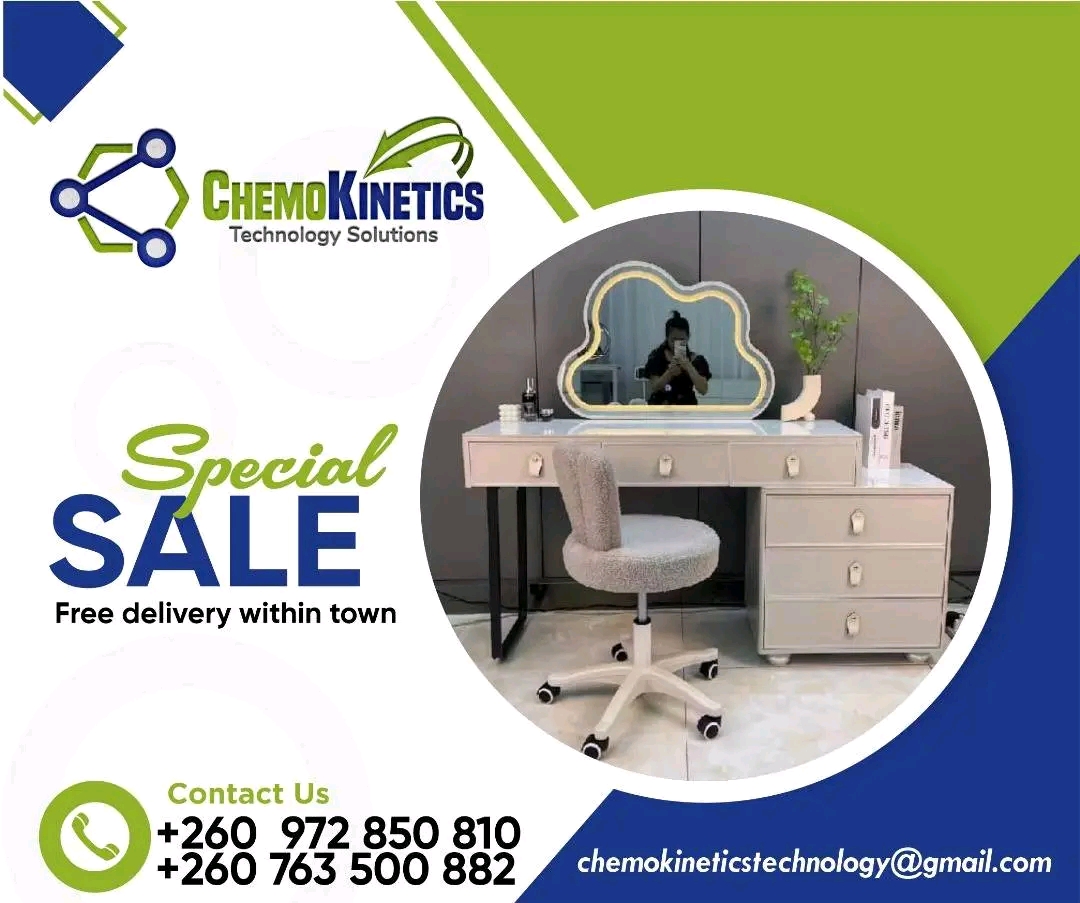 CHEMOKINETICS
Technology Solutions
Special
SALE
Free delivery within town
Contact Us
+260 972 850 810
+260 763 500 882
chemokineticstechnology@gmail.com